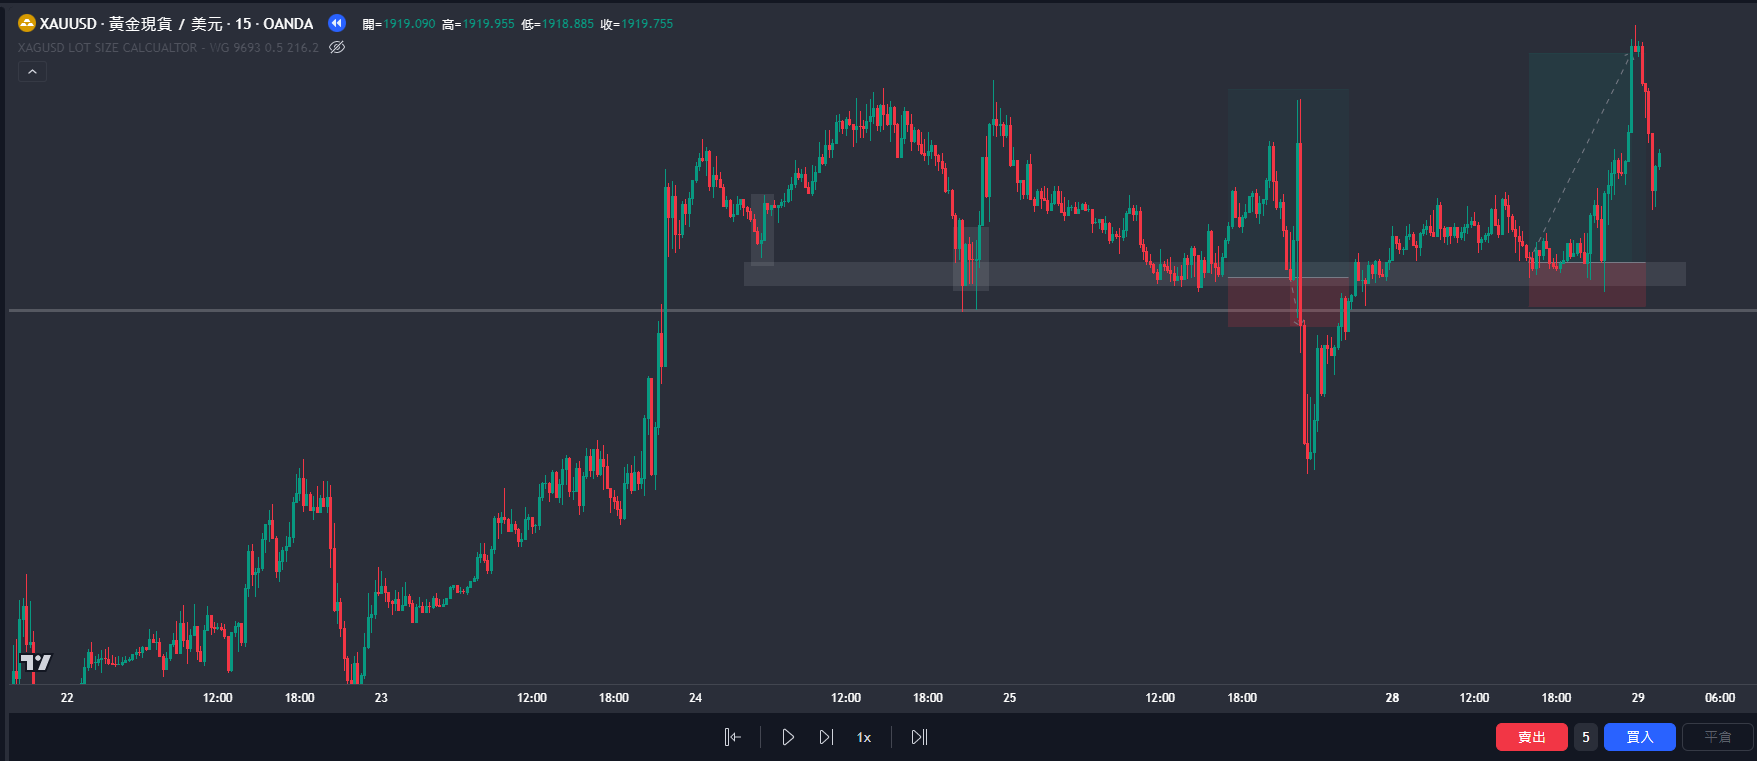 XAUUSD · 黃金現貨 / 美元 · 15 · OANDA 開=1919.090 高=1919.955 低=1918.885 收=1919.755
XAGUSD LOT SIZE CALCUALTOR - WG 9693 0.5 216.2
22 12:00 18:00 23 12:00 18:00 24 12:00 18:00 25 12:00 18:00 28 12:00 18:00 29 06:00
1x
賣出 5 買入 平倉